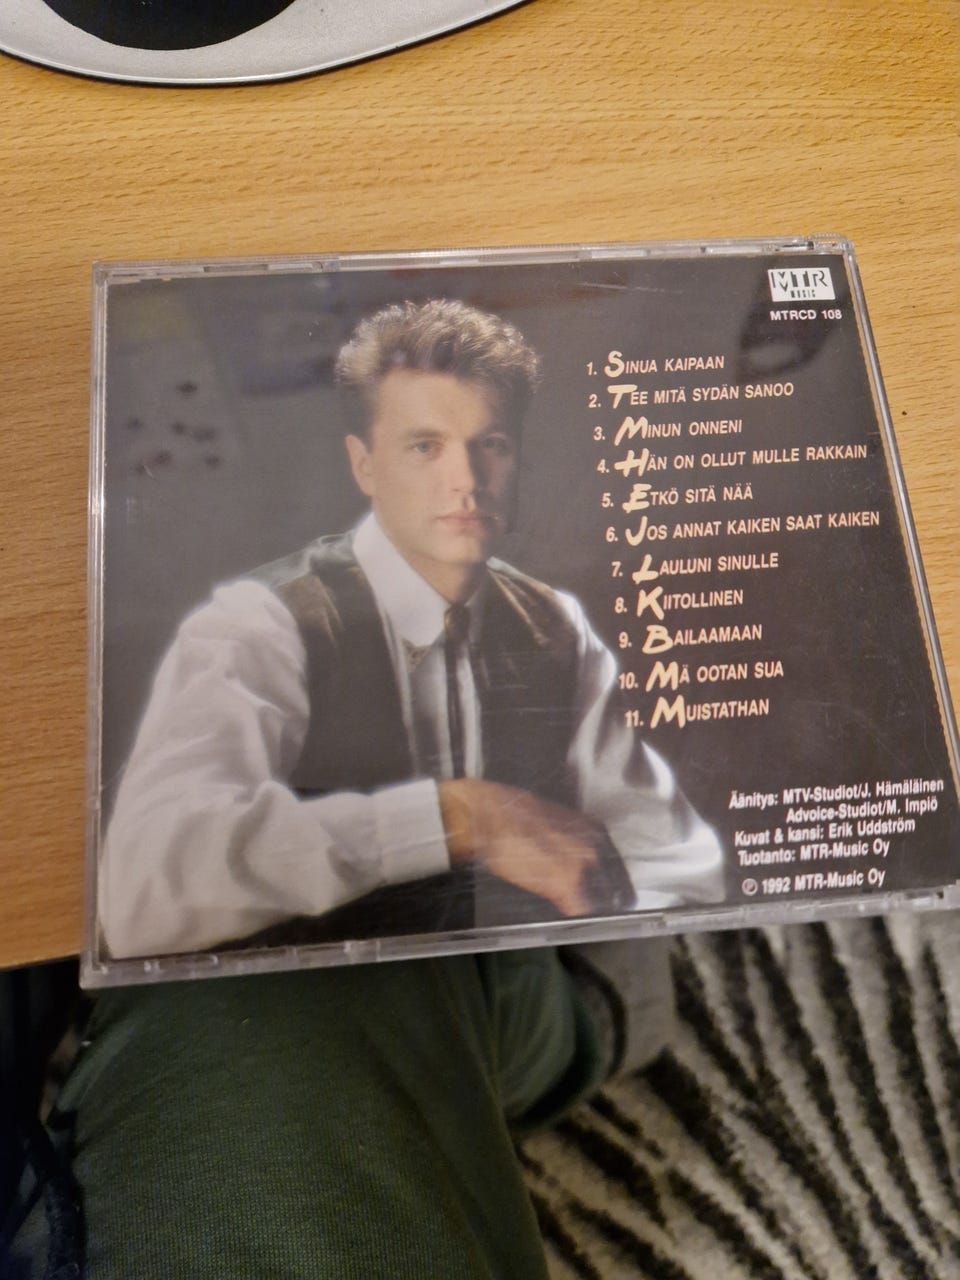 MTR
MUSIC
MTRCD 108
1. SINUA KAIPAAN
2. TEE MITÄ SYDÄN SANOO
3. MINUN ONNENI
4. HÄN ON OLLUT MULLE RAKKAIN
5. ETKÖ SITÄ NÄÄ
6. JOS ANNAT KAIKEN SAAT KAIKEN
7. LAULUNI SINULLE
8. KIITOLLINEN
9. BAILAAMAAN
10. MÄ OOTAN SUA
11. MUISTATHAN
Äänitys: MTV-Studiot/J. Hämäläinen
Advoice-Studiot/M. Impiö
Kuvat & kansi: Erik Uddström
Tuotanto: MTR-Music Oy
℗ 1992 MTR-Music Oy